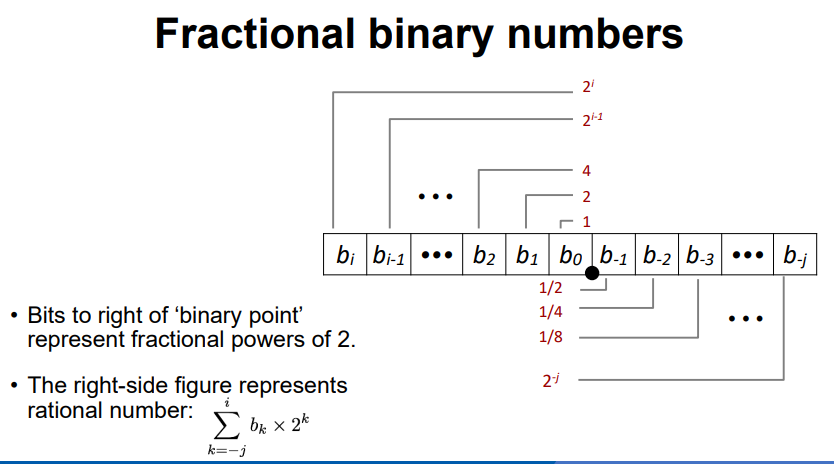 Fractional binary numbers
2^i
2^{i-1}
4
2
1
•••
b_i b_{i-1} ••• b_2 b_1 b_0 b_{-1} b_{-2} b_{-3} ••• b_{-j}
1/2
1/4
1/8
•••
2^{-j}
• Bits to right of ‘binary point’
represent fractional powers of 2.
• The right-side figure represents
rational number: \sum_{k=-j}^{i} b_k × 2^k